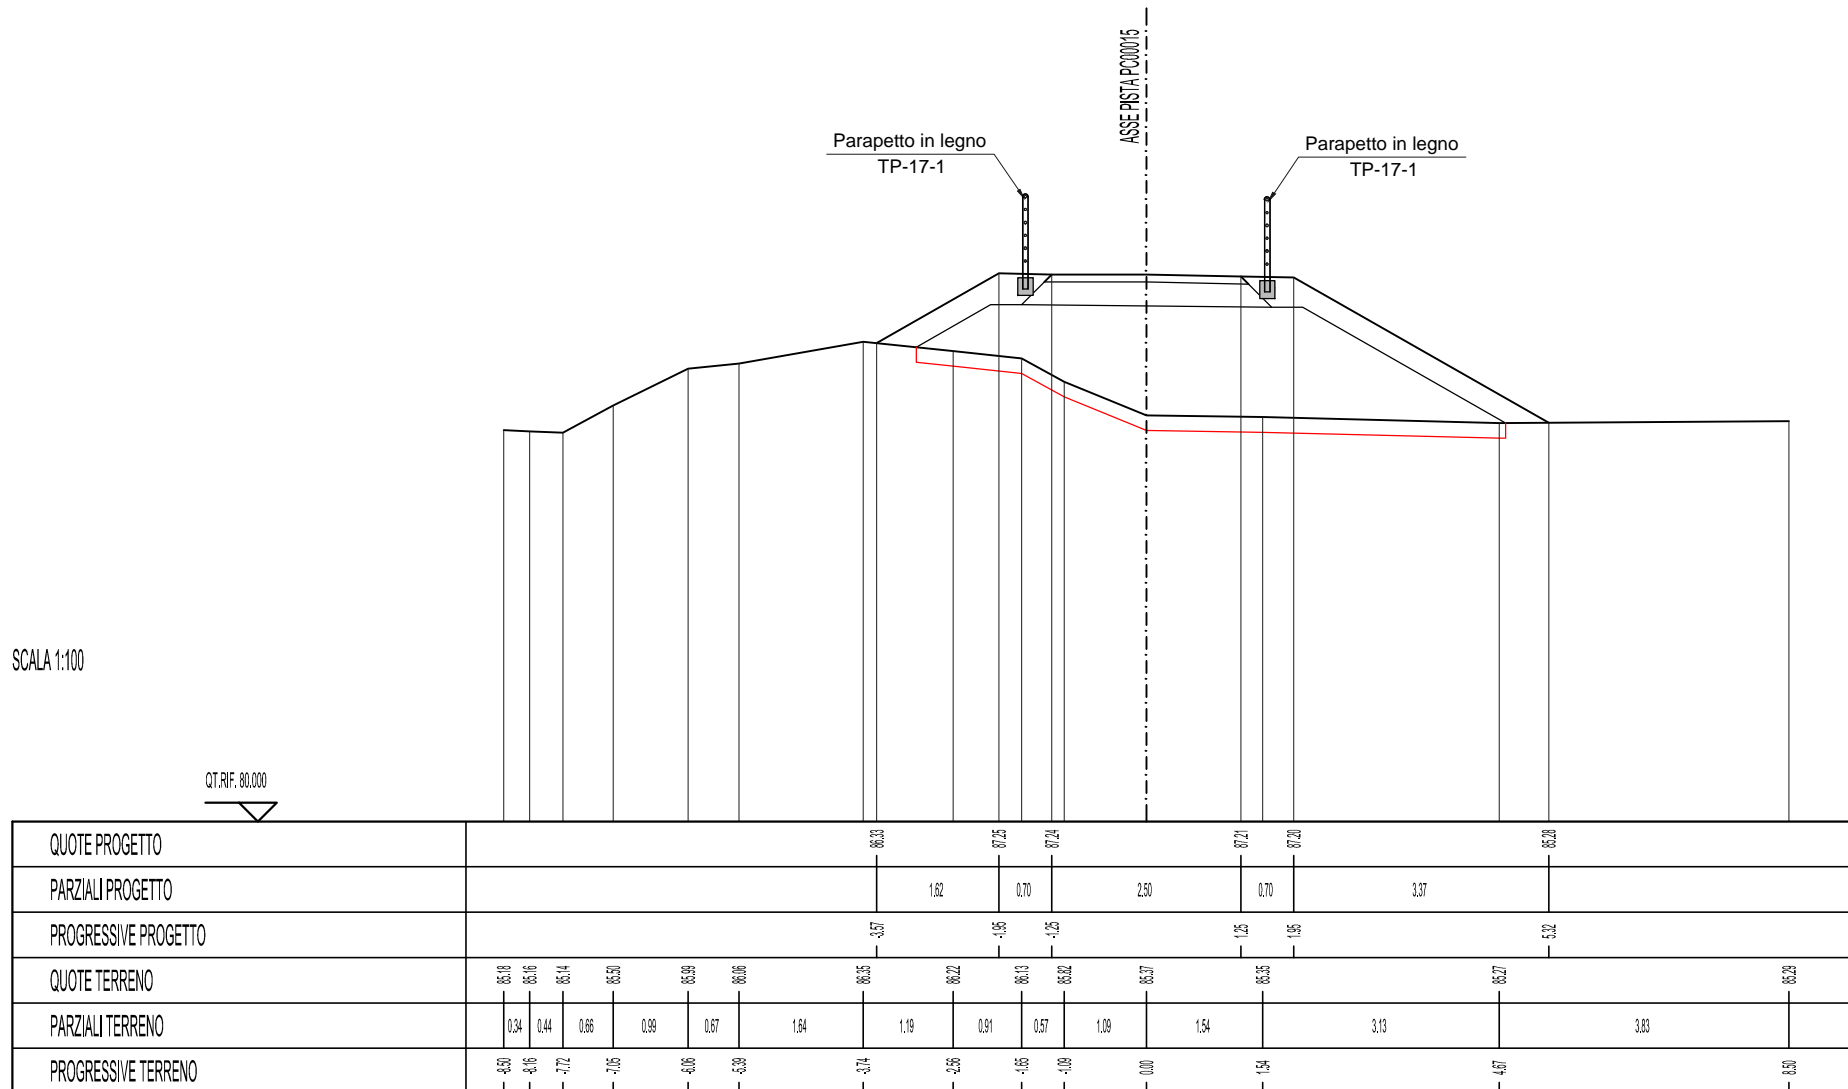 ASSE PISTA PC00015
Parapetto in legno
TP-17-1
Parapetto in legno
TP-17-1
SCALA 1:100
QT.RIF. 80.000
QUOTE PROGETTO 86.33 87.25 87.24 87.21 87.20 85.28
PARZIALI PROGETTO 1.62 0.70 2.50 0.70 3.37
PROGRESSIVE PROGETTO -3.57 -1.95 -1.25 1.25 1.95 5.32
QUOTE TERRENO 85.18 85.16 85.14 85.50 85.99 86.06 86.35 86.22 86.13 85.82 85.37 85.35 85.27 85.29
PARZIALI TERRENO 0.34 0.44 0.66 0.99 0.67 1.64 1.19 0.91 0.57 1.09 1.54 3.13 3.83
PROGRESSIVE TERRENO -8.50 -8.16 -7.72 -7.05 -6.06 -5.39 -3.74 -2.56 -1.65 -1.09 0.00 1.54 4.67 8.50